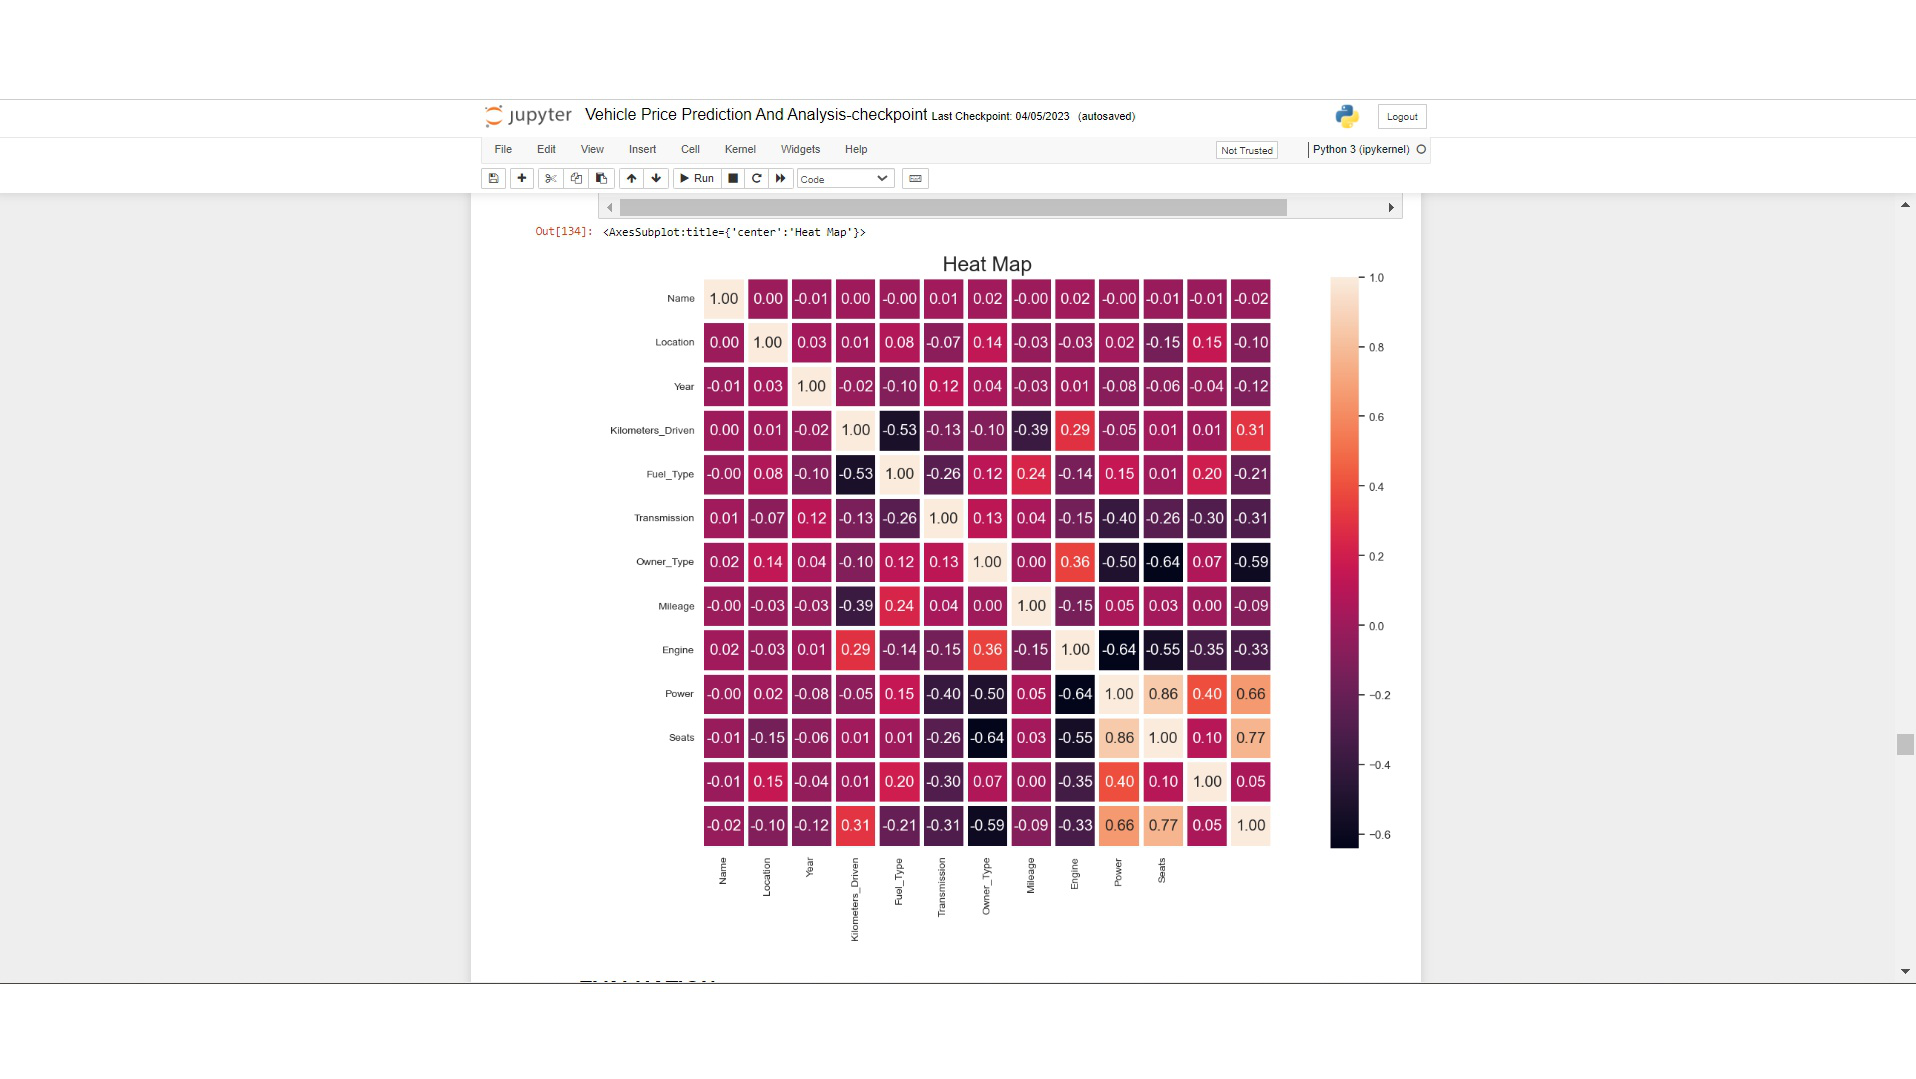 jupyter Vehicle Price Prediction And Analysis-checkpoint Last Checkpoint: 04/05/2023 (autosaved) Logout
File Edit View Insert Cell Kernel Widgets Help Not Trusted Python 3 (ipykernel)
Run Code
Out[134]: <AxesSubplot:title={'center':'Heat Map'}>
Heat Map
Name 1.00 0.00 -0.01 0.00 -0.00 0.01 0.02 -0.00 0.02 -0.00 -0.01 -0.01 -0.02
Location 0.00 1.00 0.03 0.01 0.08 -0.07 0.14 -0.03 -0.03 0.02 -0.15 0.15 -0.10
Year -0.01 0.03 1.00 -0.02 -0.10 0.12 0.04 -0.03 0.01 -0.08 -0.06 -0.04 -0.12
Kilometers_Driven 0.00 0.01 -0.02 1.00 -0.53 -0.13 -0.10 -0.39 0.29 -0.05 0.01 0.01 0.31
Fuel_Type -0.00 0.08 -0.10 -0.53 1.00 -0.26 0.12 0.24 -0.14 0.15 0.01 0.20 -0.21
Transmission 0.01 -0.07 0.12 -0.13 -0.26 1.00 0.13 0.04 -0.15 -0.40 -0.26 -0.30 -0.31
Owner_Type 0.02 0.14 0.04 -0.10 0.12 0.13 1.00 0.00 0.36 -0.50 -0.64 0.07 -0.59
Mileage -0.00 -0.03 -0.03 -0.39 0.24 0.04 0.00 1.00 -0.15 0.05 0.03 0.00 -0.09
Engine 0.02 -0.03 0.01 0.29 -0.14 -0.15 0.36 -0.15 1.00 -0.64 -0.55 -0.35 -0.33
Power -0.00 0.02 -0.08 -0.05 0.15 -0.40 -0.50 0.05 -0.64 1.00 0.86 0.40 0.66
Seats -0.01 -0.15 -0.06 0.01 0.01 -0.26 -0.64 0.03 -0.55 0.86 1.00 0.10 0.77
-0.01 0.15 -0.04 0.01 0.20 -0.30 0.07 0.00 -0.35 0.40 0.10 1.00 0.05
-0.02 -0.10 -0.12 0.31 -0.21 -0.31 -0.59 -0.09 -0.33 0.66 0.77 0.05 1.00
Name Location Year Kilometers_Driven Fuel_Type Transmission Owner_Type Mileage Engine Power Seats
1.0
0.8
0.6
0.4
0.2
0.0
−0.2
−0.4
−0.6